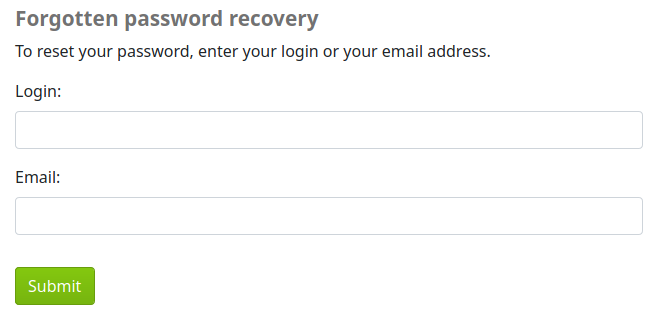 Forgotten password recovery
To reset your password, enter your login or your email address.
Login:
Email:
Submit